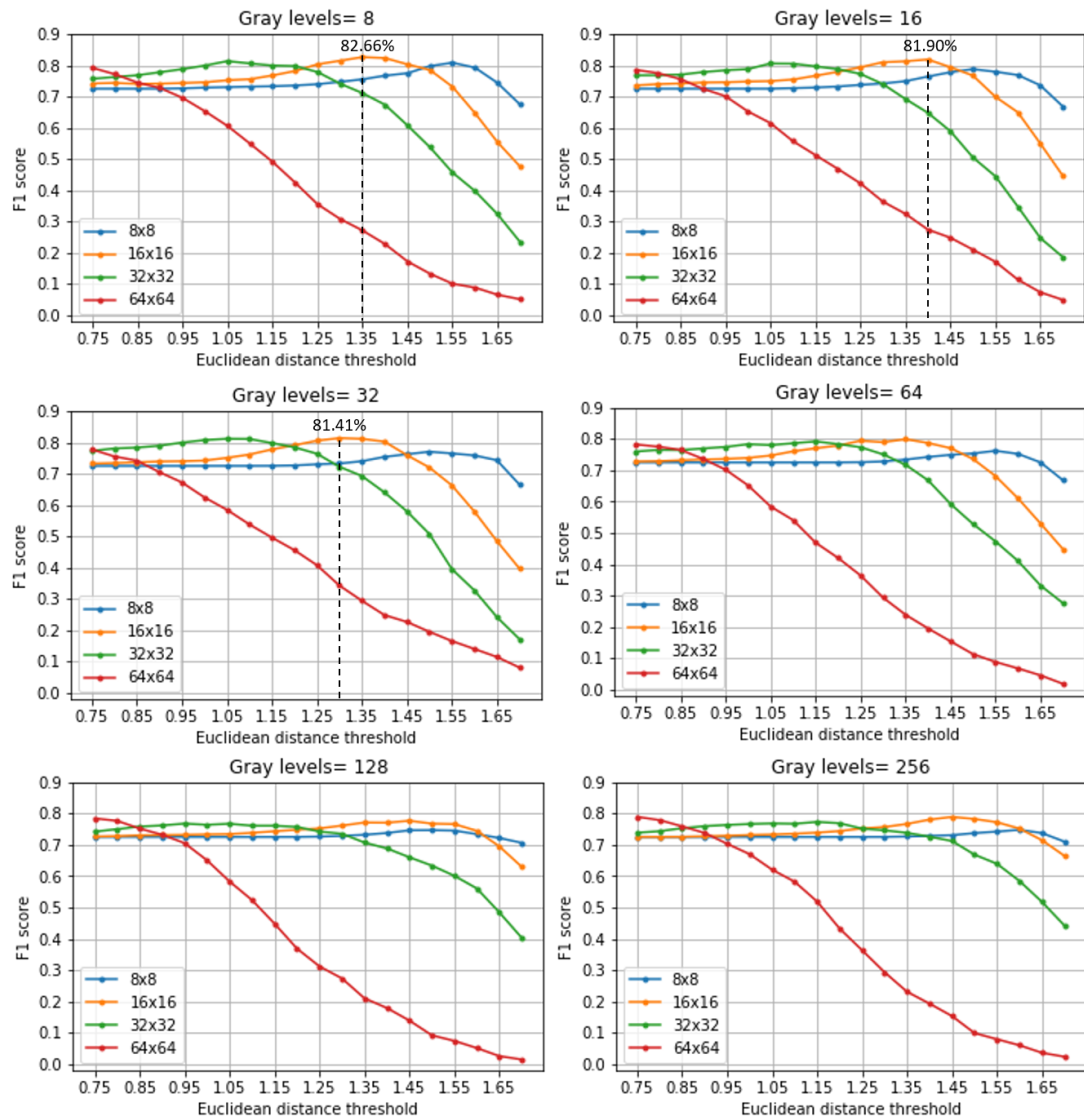 Gray levels= 8
82.66%
0.9
0.8
0.7
0.6
0.5
0.4
0.3
0.2
0.1
0.0
F1 score
8x8
16x16
32x32
64x64
0.75 0.85 0.95 1.05 1.15 1.25 1.35 1.45 1.55 1.65
Euclidean distance threshold
Gray levels= 16
81.90%
0.9
0.8
0.7
0.6
0.5
0.4
0.3
0.2
0.1
0.0
F1 score
8x8
16x16
32x32
64x64
0.75 0.85 0.95 1.05 1.15 1.25 1.35 1.45 1.55 1.65
Euclidean distance threshold
Gray levels= 32
81.41%
0.9
0.8
0.7
0.6
0.5
0.4
0.3
0.2
0.1
0.0
F1 score
8x8
16x16
32x32
64x64
0.75 0.85 0.95 1.05 1.15 1.25 1.35 1.45 1.55 1.65
Euclidean distance threshold
Gray levels= 64
0.9
0.8
0.7
0.6
0.5
0.4
0.3
0.2
0.1
0.0
F1 score
8x8
16x16
32x32
64x64
0.75 0.85 0.95 1.05 1.15 1.25 1.35 1.45 1.55 1.65
Euclidean distance threshold
Gray levels= 128
0.9
0.8
0.7
0.6
0.5
0.4
0.3
0.2
0.1
0.0
F1 score
8x8
16x16
32x32
64x64
0.75 0.85 0.95 1.05 1.15 1.25 1.35 1.45 1.55 1.65
Euclidean distance threshold
Gray levels= 256
0.9
0.8
0.7
0.6
0.5
0.4
0.3
0.2
0.1
0.0
F1 score
8x8
16x16
32x32
64x64
0.75 0.85 0.95 1.05 1.15 1.25 1.35 1.45 1.55 1.65
Euclidean distance threshold